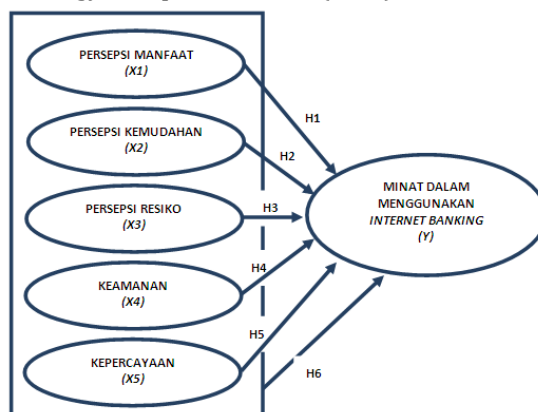 PERSEPSI MANFAAT
(X1)
H1
PERSEPSI KEMUDAHAN
(X2)
H2
PERSEPSI RESIKO
(X3)
H3
KEAMANAN
(X4)
H4
KEPERCAYAAN
(X5)
H5
H6
MINAT DALAM
MENGGUNAKAN
INTERNET BANKING
(Y)